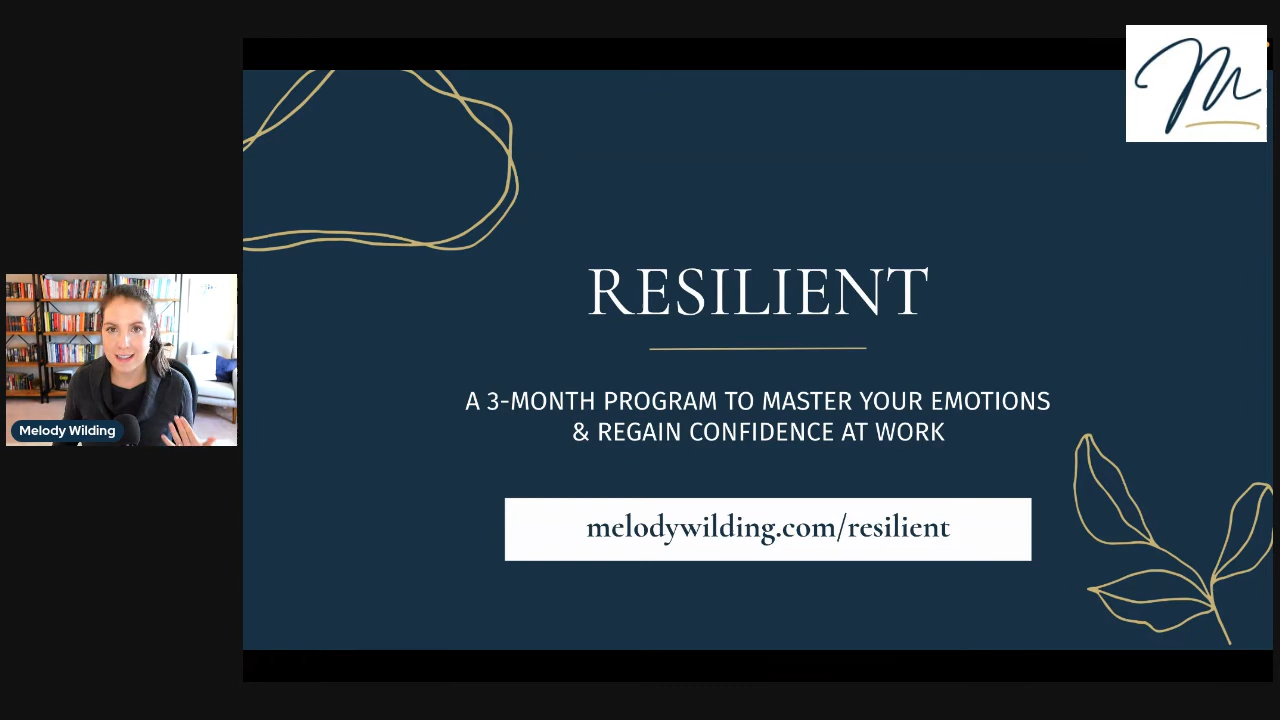 M
RESILIENT
A 3-MONTH PROGRAM TO MASTER YOUR EMOTIONS
& REGAIN CONFIDENCE AT WORK
melodywilding.com/resilient
Melody Wilding